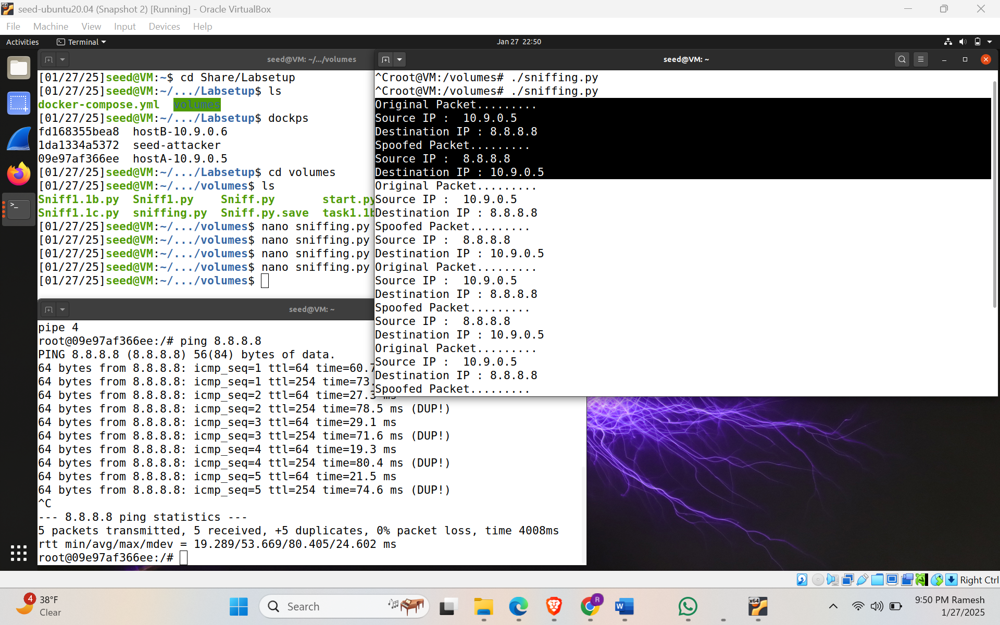 seed-ubuntu20.04 (Snapshot 2) [Running] - Oracle VirtualBox
File Machine View Input Devices Help
Activities Terminal Jan 27 22:50
seed@VM: ~/.../volumes
[01/27/25]seed@VM:~$ cd Share/Labsetup
[01/27/25]seed@VM:~/.../Labsetup$ ls
docker-compose.yml volumes
[01/27/25]seed@VM:~/.../Labsetup$ dockps
fd168355bea8 hostB-10.9.0.6
1da1334a5372 seed-attacker
09e97af366ee hostA-10.9.0.5
[01/27/25]seed@VM:~/.../Labsetup$ cd volumes
[01/27/25]seed@VM:~/.../volumes$ ls
Sniff1.1b.py Sniff1.py Sniff.py start.py
Sniff1.1c.py sniffing.py Sniff.py.save task1.1b
[01/27/25]seed@VM:~/.../volumes$ nano sniffing.py
[01/27/25]seed@VM:~/.../volumes$ nano sniffing.py
[01/27/25]seed@VM:~/.../volumes$ nano sniffing.py
[01/27/25]seed@VM:~/.../volumes$ nano sniffing.py
[01/27/25]seed@VM:~/.../volumes$
seed@VM: ~
^Croot@VM:/volumes# ./sniffing.py
^Croot@VM:/volumes# ./sniffing.py
Original Packet.........
Source IP : 10.9.0.5
Destination IP : 8.8.8.8
Spoofed Packet.........
Source IP : 8.8.8.8
Destination IP : 10.9.0.5
Original Packet.........
Source IP : 10.9.0.5
Destination IP : 8.8.8.8
Spoofed Packet.........
Source IP : 8.8.8.8
Destination IP : 10.9.0.5
Original Packet.........
Source IP : 10.9.0.5
Destination IP : 8.8.8.8
Spoofed Packet.........
Source IP : 8.8.8.8
Destination IP : 10.9.0.5
Original Packet.........
Source IP : 10.9.0.5
Destination IP : 8.8.8.8
Spoofed Packet.........
seed@VM: ~
pipe 4
root@09e97af366ee:/# ping 8.8.8.8
PING 8.8.8.8 (8.8.8.8) 56(84) bytes of data.
64 bytes from 8.8.8.8: icmp_seq=1 ttl=64 time=60.7
64 bytes from 8.8.8.8: icmp_seq=1 ttl=254 time=73.
64 bytes from 8.8.8.8: icmp_seq=2 ttl=64 time=27.3 ms
64 bytes from 8.8.8.8: icmp_seq=2 ttl=254 time=78.5 ms (DUP!)
64 bytes from 8.8.8.8: icmp_seq=3 ttl=64 time=29.1 ms
64 bytes from 8.8.8.8: icmp_seq=3 ttl=254 time=71.6 ms (DUP!)
64 bytes from 8.8.8.8: icmp_seq=4 ttl=64 time=19.3 ms
64 bytes from 8.8.8.8: icmp_seq=4 ttl=254 time=80.4 ms (DUP!)
64 bytes from 8.8.8.8: icmp_seq=5 ttl=64 time=21.5 ms
64 bytes from 8.8.8.8: icmp_seq=5 ttl=254 time=74.6 ms (DUP!)
^C
--- 8.8.8.8 ping statistics ---
5 packets transmitted, 5 received, +5 duplicates, 0% packet loss, time 4008ms
rtt min/avg/max/mdev = 19.289/53.669/80.405/24.602 ms
root@09e97af366ee:/#
Right Ctrl
4
38°F
Clear
Search
R
W
x64
9:50 PM Ramesh
1/27/2025